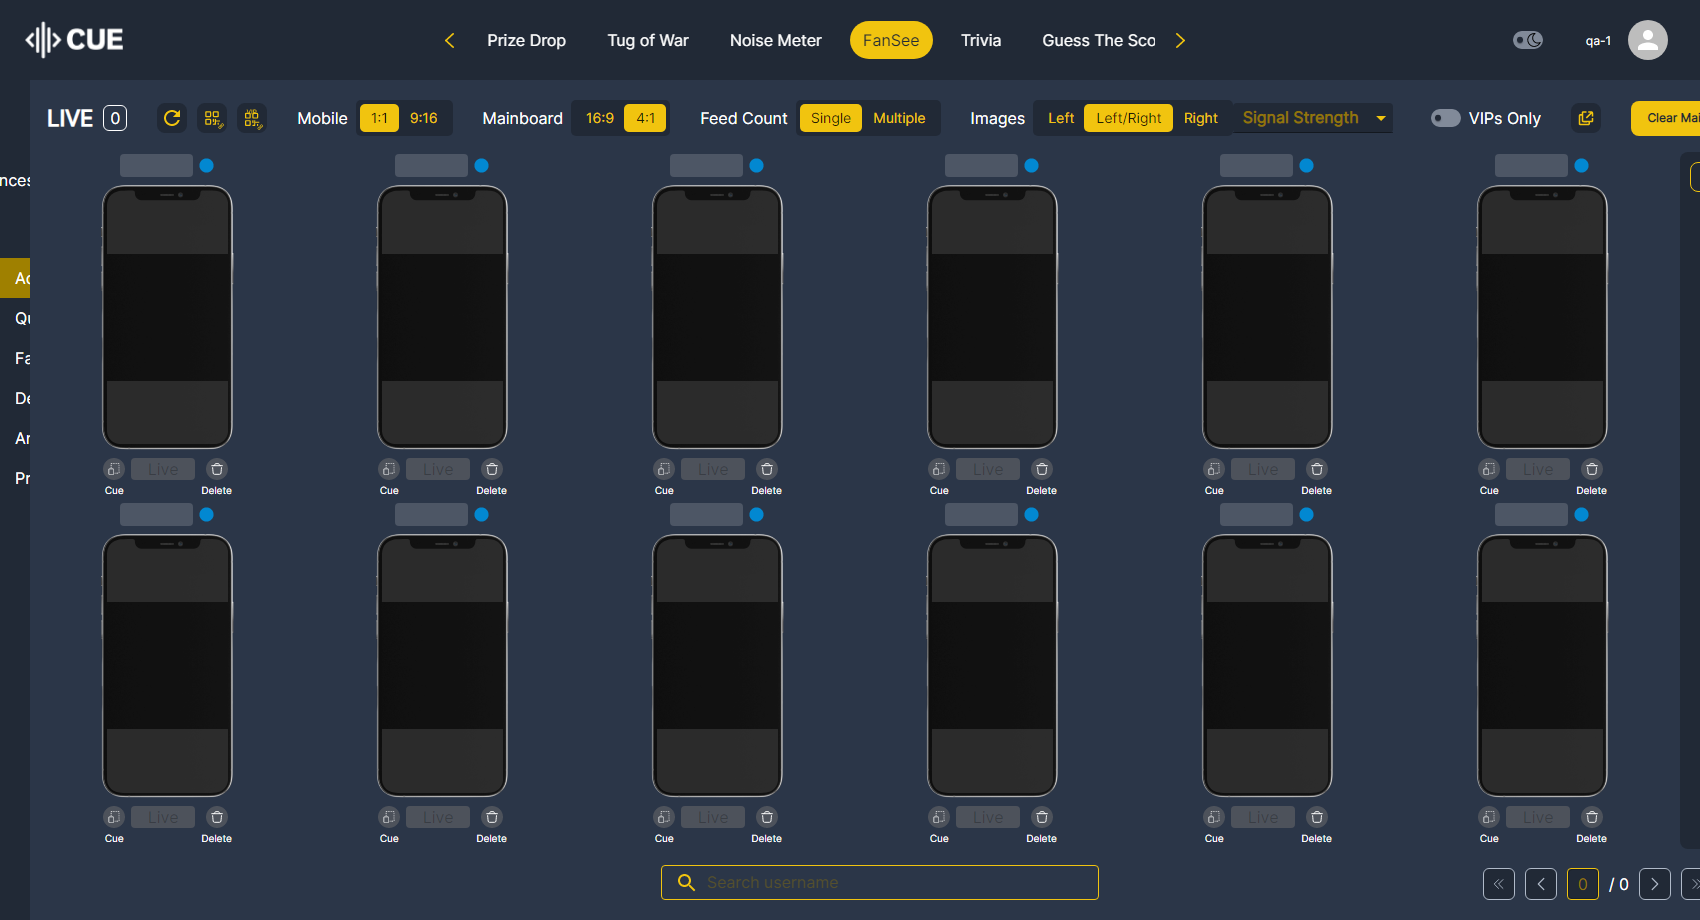 CUE
Prize Drop Tug of War Noise Meter FanSee Trivia Guess The Sco
qa-1
LIVE 0 Mobile 1:1 9:16 Mainboard 16:9 4:1 Feed Count Single Multiple Images Left Left/Right Right Signal Strength VIPs Only Clear Mai
nces
Ac
Qu
Fa
De
Ar
Pr
Live Live Live Live Live Live
Cue Delete Cue Delete Cue Delete Cue Delete Cue Delete Cue Delete
Live Live Live Live Live Live
Cue Delete Cue Delete Cue Delete Cue Delete Cue Delete Cue Delete
Search username
0 / 0